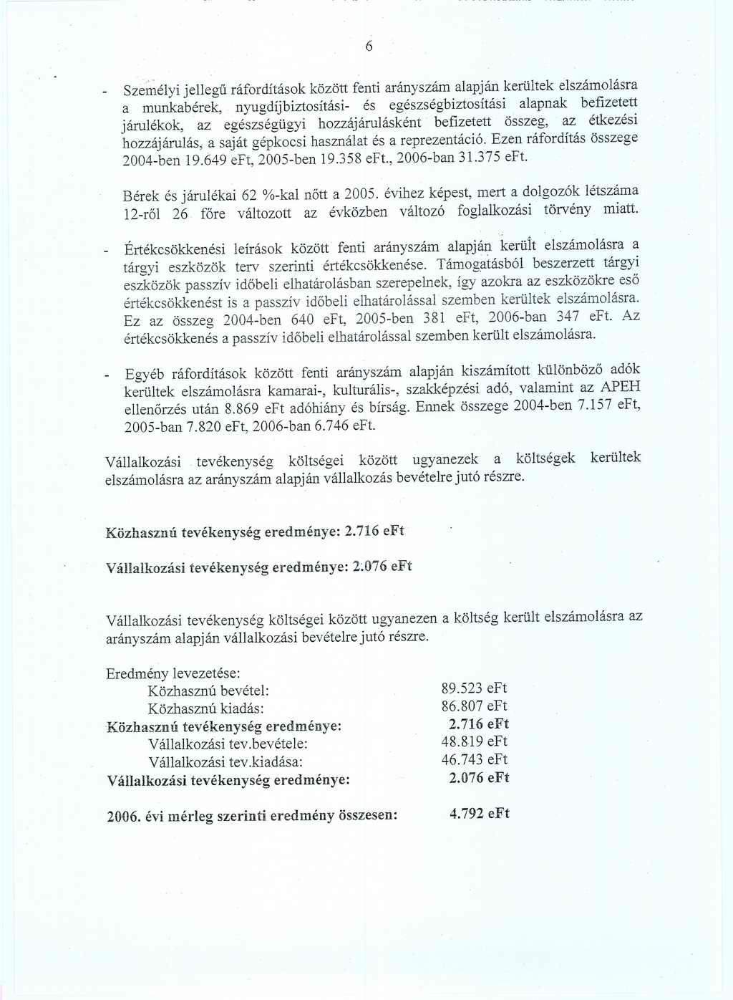 6
- Személyi jellegű ráfordítások között fenti arányszám alapján kerültek elszámolásra
a munkabérek, nyugdíjbiztosítási- és egészségbiztosítási alapnak befizetett
járulékok, az egészségügyi hozzájárulásként befizetett összeg, az étkezési
hozzájárulás, a saját gépkocsi használat és a reprezentáció. Ezen ráfordítás összege
2004-ben 19.649 eFt, 2005-ben 19.358 eFt., 2006-ban 31.375 eFt.
Bérek és járulékai 62 %-kal nőtt a 2005. évihez képest, mert a dolgozók létszáma
12-ről 26 főre változott az évközben változó foglalkozási törvény miatt.
- Értékcsökkenési leírások között fenti arányszám alapján került elszámolásra a
tárgyi eszközök terv szerinti értékcsökkenése. Támogatásból beszerzett tárgyi
eszközök passzív időbeli elhatárolásban szerepelnek, így azokra az eszközökre eső
értékcsökkenést is a passzív időbeli elhatárolással szemben kerültek elszámolásra.
Ez az összeg 2004-ben 640 eFt, 2005-ben 381 eFt, 2006-ban 347 eFt. Az
értékcsökkenés a passzív időbeli elhatárolással szemben került elszámolásra.
- Egyéb ráfordítások között fenti arányszám alapján kiszámított különböző adók
kerültek elszámolásra kamarai-, kulturális-, szakképzési adó, valamint az APEH
ellenőrzés után 8.869 eFt adóhiány és bírság. Ennek összege 2004-ben 7.157 eFt,
2005-ban 7.820 eFt, 2006-ban 6.746 eFt.
Vállalkozási tevékenység költségei között ugyanezek a költségek kerültek
elszámolásra az arányszám alapján vállalkozás bevételre jutó részre.
Közhasznú tevékenység eredménye: 2.716 eFt
Vállalkozási tevékenység eredménye: 2.076 eFt
Vállalkozási tevékenység költségei között ugyanezen a költség került elszámolásra az
arányszám alapján vállalkozási bevételre jutó részre.
Eredmény levezetése:
Közhasznú bevétel: 89.523 eFt
Közhasznú kiadás: 86.807 eFt
Közhasznú tevékenység eredménye: 2.716 eFt
Vállalkozási tev.bevétele: 48.819 eFt
Vállalkozási tev.kiadása: 46.743 eFt
Vállalkozási tevékenység eredménye: 2.076 eFt
2006. évi mérleg szerinti eredmény összesen: 4.792 eFt